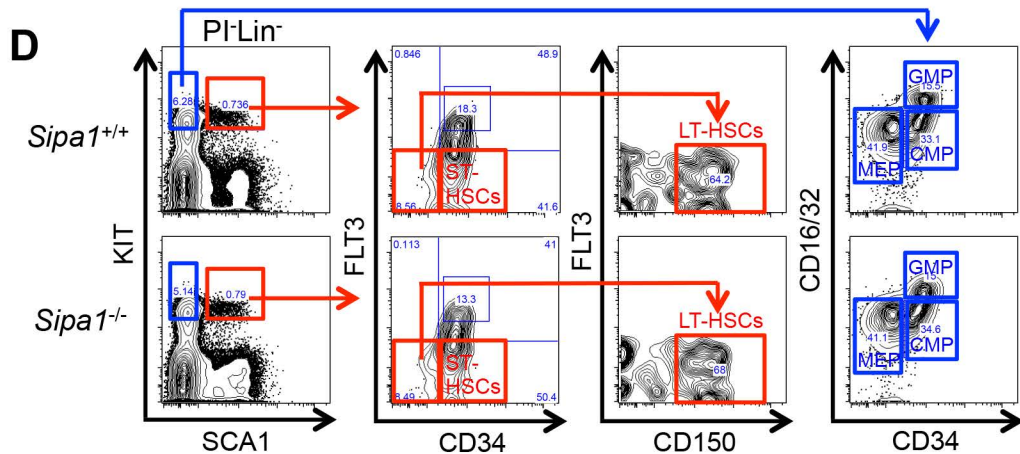 D
PI-Lin-
KIT
FLT3
FLT3
CD16/32
Sipa1+/+
6.28
0.736
0.846
48.9
18.3
8.56
41.6
ST-
HSCs
LT-HSCs
64.2
GMP
15.5
33.1
CMP
41.9
MEP
Sipa1-/-
5.14
0.79
0.113
41
13.3
8.49
50.4
ST-
HSCs
LT-HSCs
68
GMP
15
34.6
CMP
41.1
MEP
SCA1
CD34
CD150
CD34